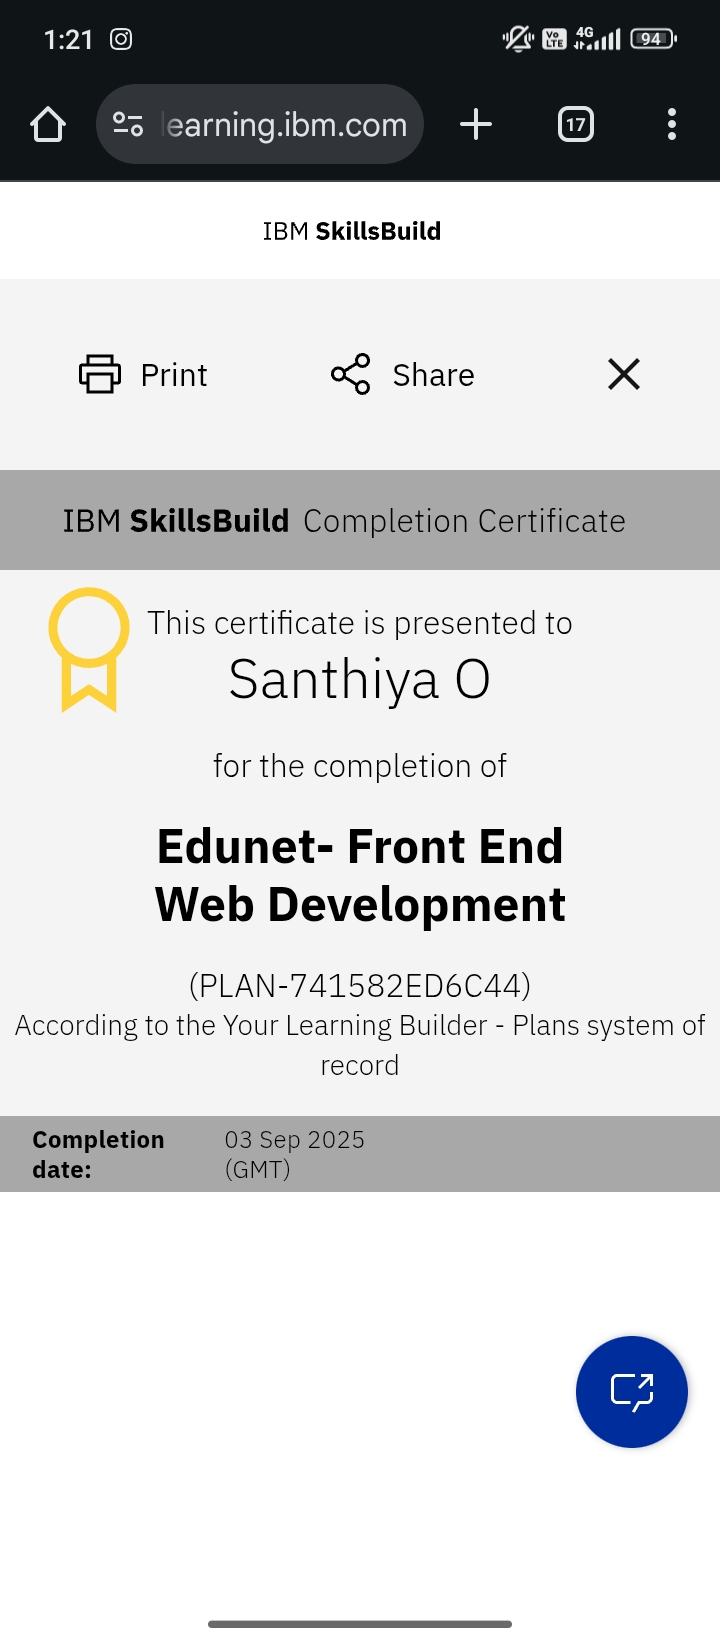 1:21
Vo LTE 4G 94
learning.ibm.com
17
IBM SkillsBuild
Print
Share
IBM SkillsBuild Completion Certificate
This certificate is presented to
Santhiya O
for the completion of
Edunet- Front End
Web Development
(PLAN-741582ED6C44)
According to the Your Learning Builder - Plans system of
record
Completion 03 Sep 2025
date: (GMT)